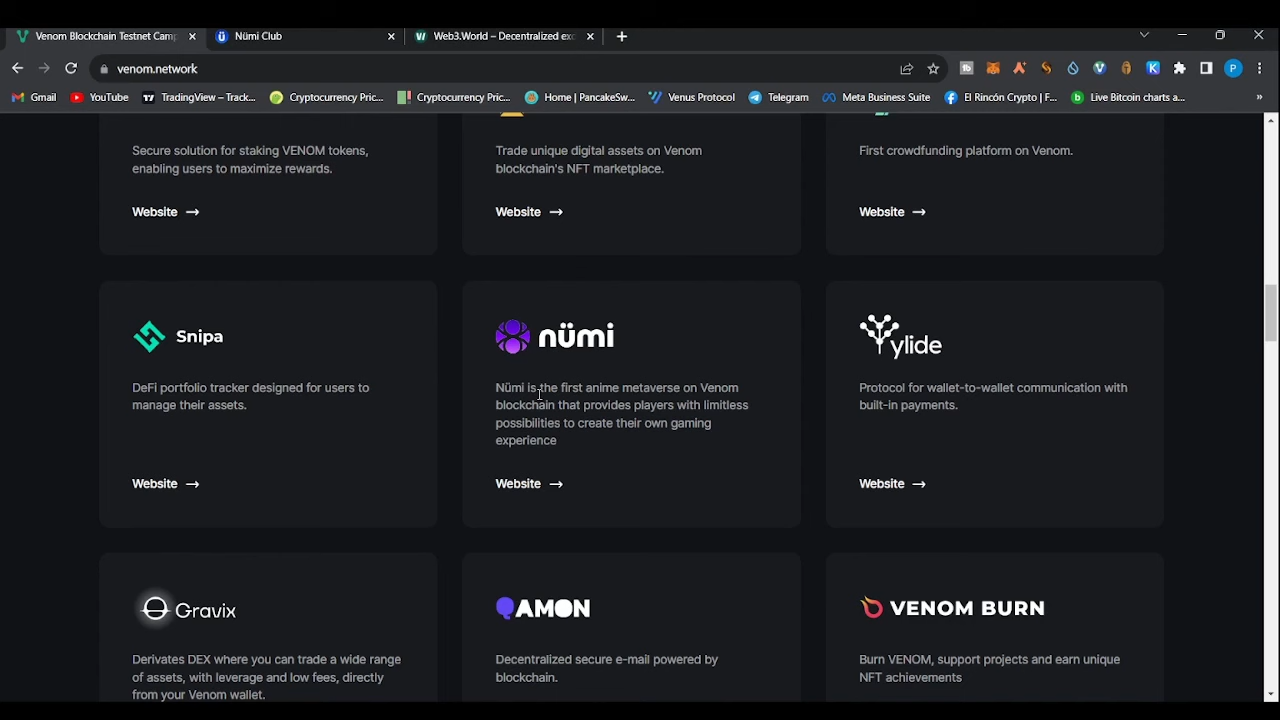 Venom Blockchain Testnet Camp
Nümi Club
Web3.World – Decentralized exc
venom.network
Gmail
YouTube
TradingView – Track...
Cryptocurrency Pric...
Cryptocurrency Pric...
Home | PancakeSw...
Venus Protocol
Telegram
Meta Business Suite
El Rincón Crypto | F...
Live Bitcoin charts a...
»
Secure solution for staking VENOM tokens,
enabling users to maximize rewards.
Website →
Trade unique digital assets on Venom
blockchain's NFT marketplace.
Website →
First crowdfunding platform on Venom.
Website →
Snipa
DeFi portfolio tracker designed for users to
manage their assets.
Website →
nümi
Nümi is the first anime metaverse on Venom
blockchain that provides players with limitless
possibilities to create their own gaming
experience
Website →
ylide
Protocol for wallet-to-wallet communication with
built-in payments.
Website →
Gravix
Derivates DEX where you can trade a wide range
of assets, with leverage and low fees, directly
from your Venom wallet.
QAMON
Decentralized secure e-mail powered by
blockchain.
VENOM BURN
Burn VENOM, support projects and earn unique
NFT achievements